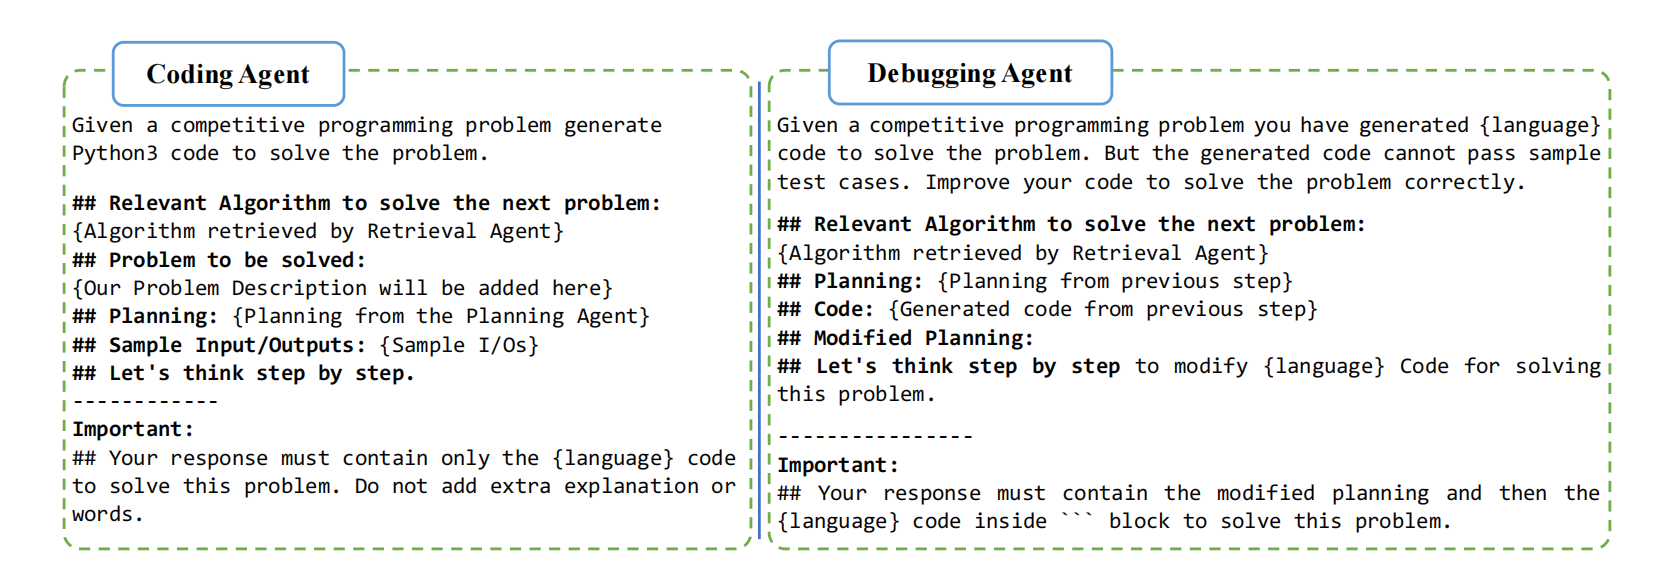 Coding Agent
Given a competitive programming problem generate
Python3 code to solve the problem.
## Relevant Algorithm to solve the next problem:
{Algorithm retrieved by Retrieval Agent}
## Problem to be solved:
{Our Problem Description will be added here}
## Planning: {Planning from the Planning Agent}
## Sample Input/Outputs: {Sample I/Os}
## Let's think step by step.
------------
Important:
## Your response must contain only the {language} code
to solve this problem. Do not add extra explanation or
words.
Debugging Agent
Given a competitive programming problem you have generated {language}
code to solve the problem. But the generated code cannot pass sample
test cases. Improve your code to solve the problem correctly.
## Relevant Algorithm to solve the next problem:
{Algorithm retrieved by Retrieval Agent}
## Planning: {Planning from previous step}
## Code: {Generated code from previous step}
## Modified Planning:
## Let's think step by step to modify {language} Code for solving
this problem.
----------------
Important:
## Your response must contain the modified planning and then the
{language} code inside ``` block to solve this problem.